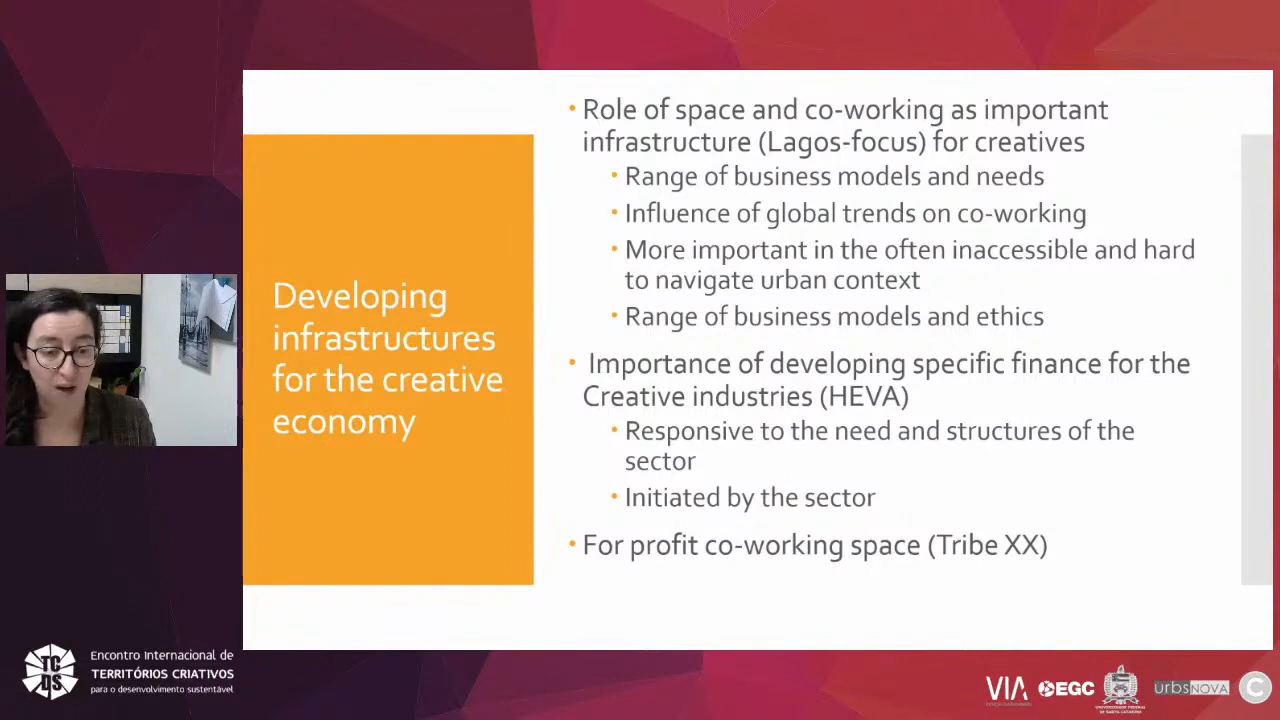 Developing
infrastructures
for the creative
economy
• Role of space and co-working as important
infrastructure (Lagos-focus) for creatives
• Range of business models and needs
• Influence of global trends on co-working
• More important in the often inaccessible and hard
to navigate urban context
• Range of business models and ethics
• Importance of developing specific finance for the
Creative industries (HEVA)
• Responsive to the need and structures of the
sector
• Initiated by the sector
• For profit co-working space (Tribe XX)
TC
DS
Encontro Internacional de
TERRITÓRIOS CRIATIVOS
para o desenvolvimento sustentável
VIA
EGC
UNIVERSIDADE FEDERAL
DE SANTA CATARINA
urbsNOVA
C